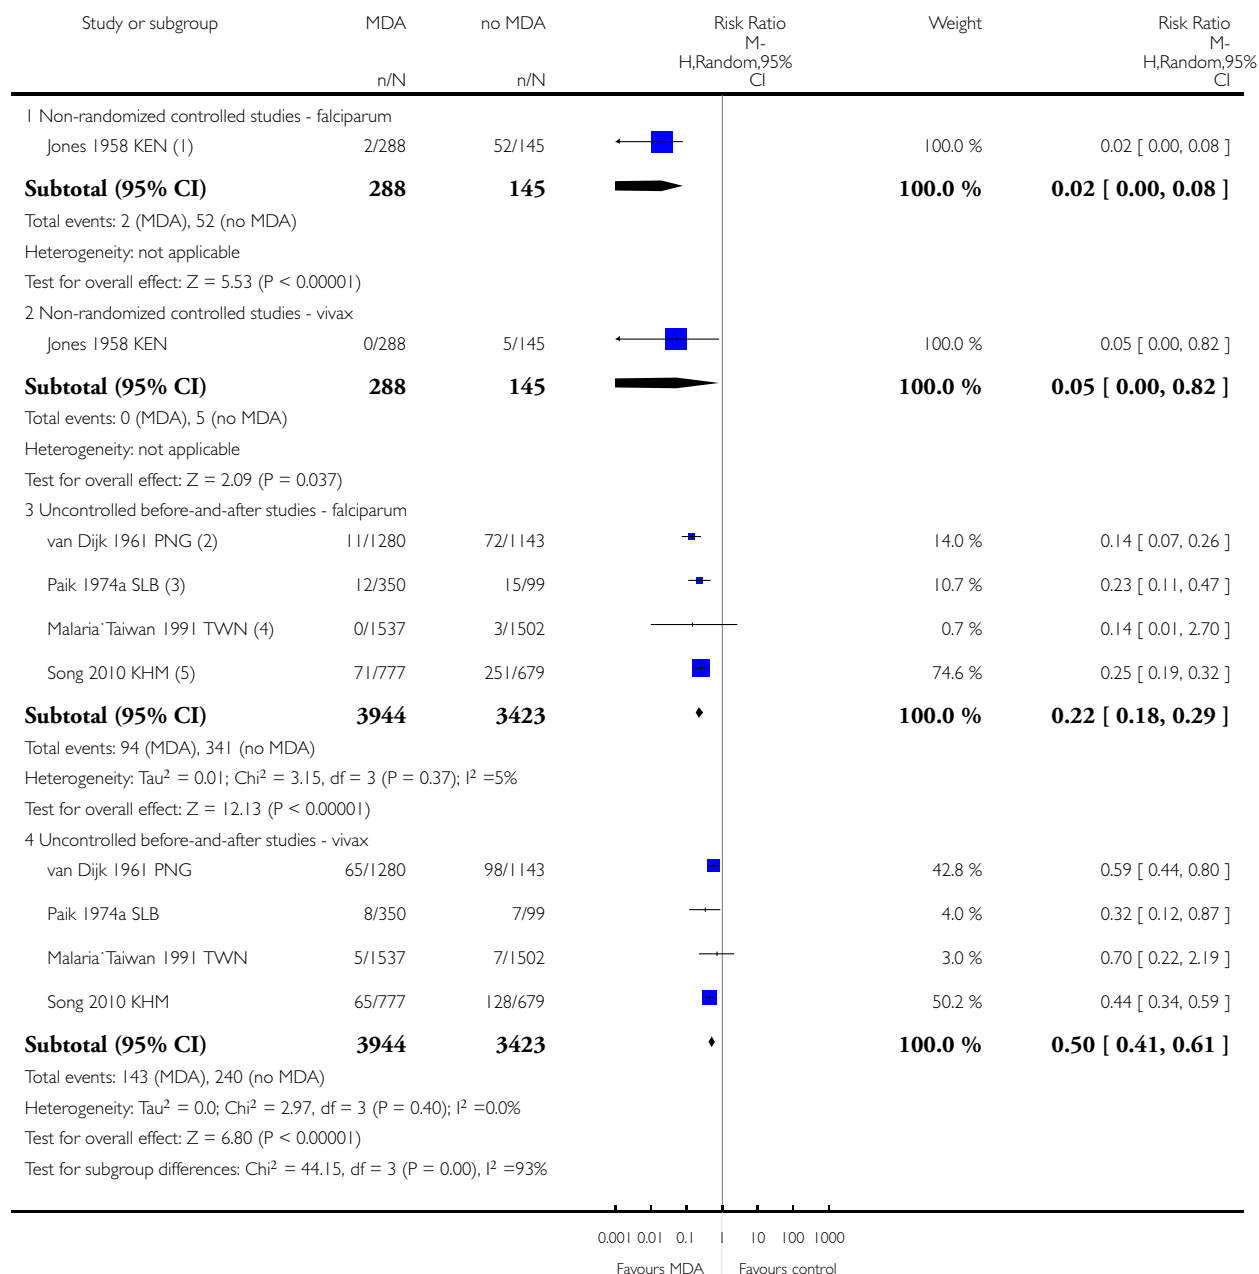 Study or subgroup MDA no MDA Risk Ratio Weight Risk Ratio
M- M-
H,Random,95% H,Random,95%
n/N n/N CI CI
1 Non-randomized controlled studies - falciparum
Jones 1958 KEN (1) 2/288 52/145 100.0 % 0.02 [ 0.00, 0.08 ]
Subtotal (95% CI) 288 145 100.0 % 0.02 [ 0.00, 0.08 ]
Total events: 2 (MDA), 52 (no MDA)
Heterogeneity: not applicable
Test for overall effect: Z = 5.53 (P < 0.00001)
2 Non-randomized controlled studies - vivax
Jones 1958 KEN 0/288 5/145 100.0 % 0.05 [ 0.00, 0.82 ]
Subtotal (95% CI) 288 145 100.0 % 0.05 [ 0.00, 0.82 ]
Total events: 0 (MDA), 5 (no MDA)
Heterogeneity: not applicable
Test for overall effect: Z = 2.09 (P = 0.037)
3 Uncontrolled before-and-after studies - falciparum
van Dijk 1961 PNG (2) 11/1280 72/1143 14.0 % 0.14 [ 0.07, 0.26 ]
Paik 1974a SLB (3) 12/350 15/99 10.7 % 0.23 [ 0.11, 0.47 ]
Malaria˙Taiwan 1991 TWN (4) 0/1537 3/1502 0.7 % 0.14 [ 0.01, 2.70 ]
Song 2010 KHM (5) 71/777 251/679 74.6 % 0.25 [ 0.19, 0.32 ]
Subtotal (95% CI) 3944 3423 100.0 % 0.22 [ 0.18, 0.29 ]
Total events: 94 (MDA), 341 (no MDA)
Heterogeneity: Tau² = 0.01; Chi² = 3.15, df = 3 (P = 0.37); I² =5%
Test for overall effect: Z = 12.13 (P < 0.00001)
4 Uncontrolled before-and-after studies - vivax
van Dijk 1961 PNG 65/1280 98/1143 42.8 % 0.59 [ 0.44, 0.80 ]
Paik 1974a SLB 8/350 7/99 4.0 % 0.32 [ 0.12, 0.87 ]
Malaria˙Taiwan 1991 TWN 5/1537 7/1502 3.0 % 0.70 [ 0.22, 2.19 ]
Song 2010 KHM 65/777 128/679 50.2 % 0.44 [ 0.34, 0.59 ]
Subtotal (95% CI) 3944 3423 100.0 % 0.50 [ 0.41, 0.61 ]
Total events: 143 (MDA), 240 (no MDA)
Heterogeneity: Tau² = 0.0; Chi² = 2.97, df = 3 (P = 0.40); I² =0.0%
Test for overall effect: Z = 6.80 (P < 0.00001)
Test for subgroup differences: Chi² = 44.15, df = 3 (P = 0.00), I² =93%
0.001 0.01 0.1 1 10 100 1000
Favours MDA Favours control